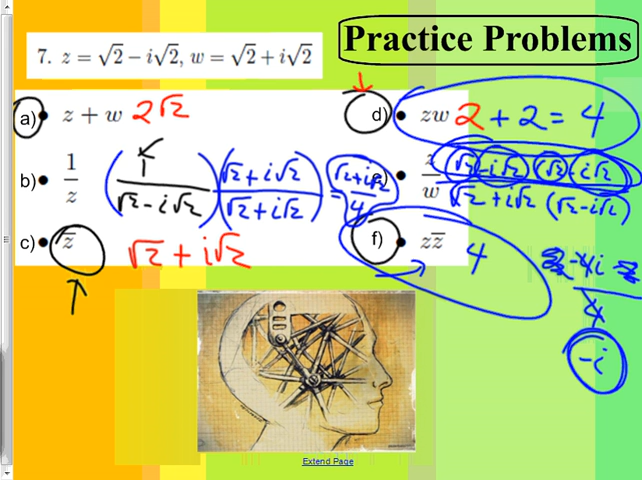 Practice Problems
7. z = √2 − i√2, w = √2 + i√2
a) • z + w 2√2
b) • 1/z (1/(√2 − i√2)) ((√2 + i√2)/(√2 + i√2)) = (√2 + i√2)/4
c) • z̅ √2 + i√2
d) • zw 2 + 2 = 4
• z/w (√2 − i√2)(√2 − i√2)/(√2 + i√2 (√2 − i√2))
f) • zz̅ 4
−4i
4
−i
Extend Page